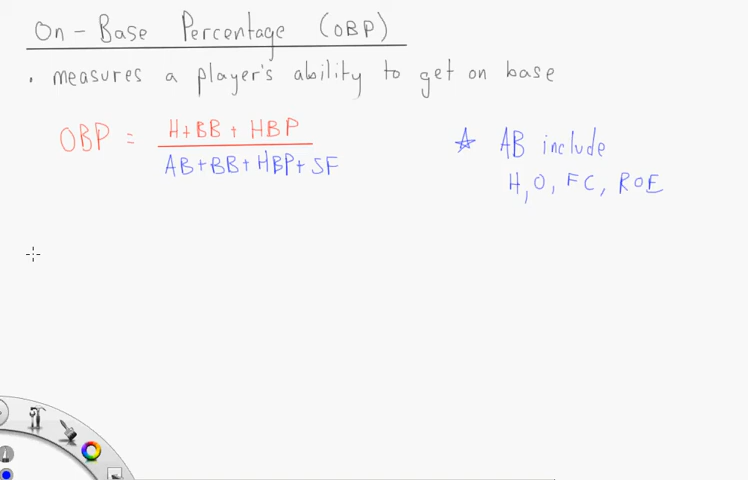 On-Base Percentage (OBP)
• measures a player's ability to get on base
OBP = H+BB+HBP
AB+BB+HBP+SF
☆ AB include
H, O, FC, ROE